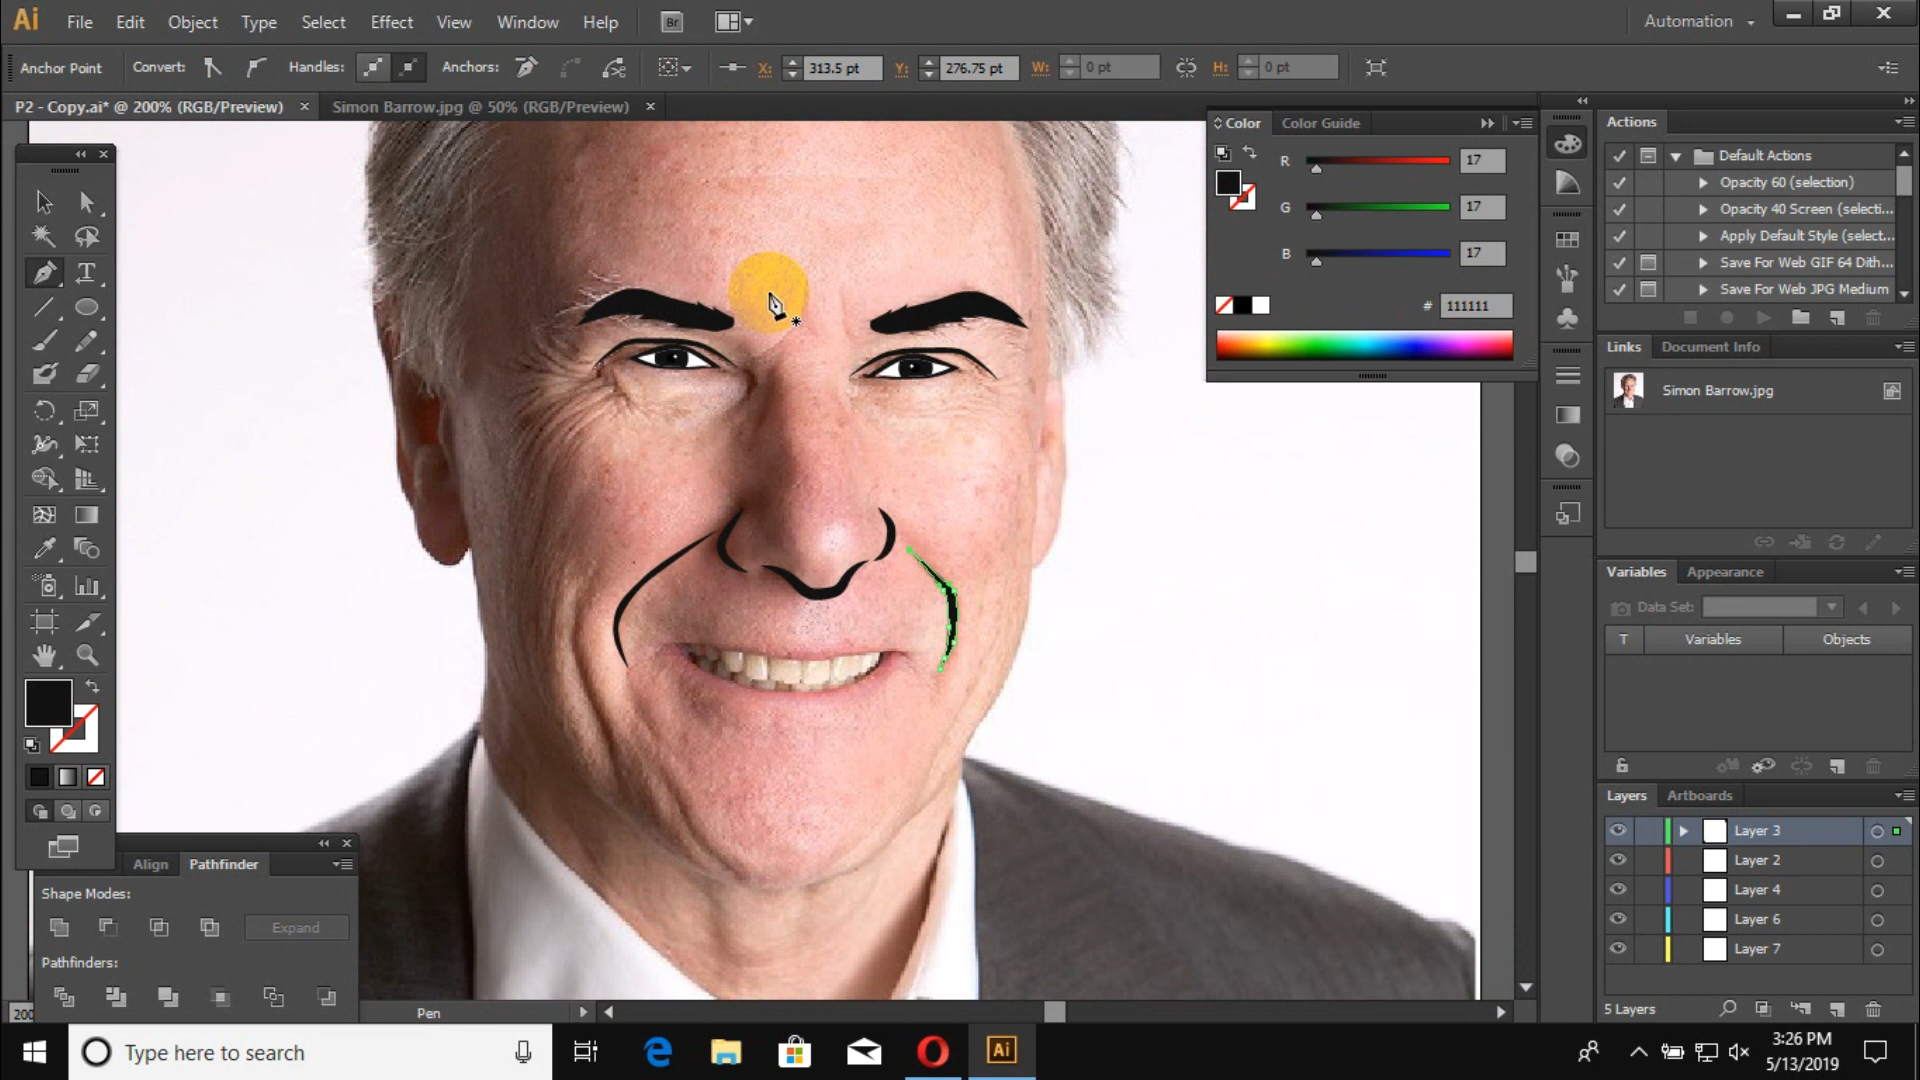 Ai File Edit Object Type Select Effect View Window Help Br Automation
Anchor Point Convert: Handles: Anchors: X: 313.5 pt Y: 276.75 pt W: 0 pt H: 0 pt
P2 - Copy.ai* @ 200% (RGB/Preview) × Simon Barrow.jpg @ 50% (RGB/Preview) ×
Color Color Guide
R 17
G 17
B 17
# 111111
Actions
Default Actions
Opacity 60 (selection)
Opacity 40 Screen (selecti...
Apply Default Style (select...
Save For Web GIF 64 Dith...
Save For Web JPG Medium
Links Document Info
Simon Barrow.jpg
Variables Appearance
Data Set:
T Variables Objects
Layers Artboards
Layer 3
Layer 2
Layer 4
Layer 6
Layer 7
5 Layers
Align Pathfinder
Shape Modes:
Expand
Pathfinders:
200
Pen
Type here to search
Ai
3:26 PM
5/13/2019